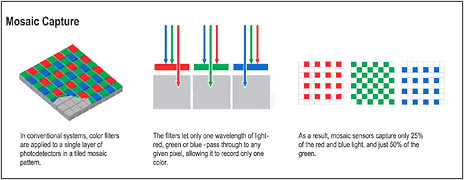 Mosaic Capture
In conventional systems, color filters
are applied to a single layer of
photodetectors in a tiled mosaic
pattern.
The filters let only one wavelength of light-
red, green or blue - pass through to any
given pixel, allowing it to record only one
color.
As a result, mosaic sensors capture only 25%
of the red and blue light, and just 50% of the
green.